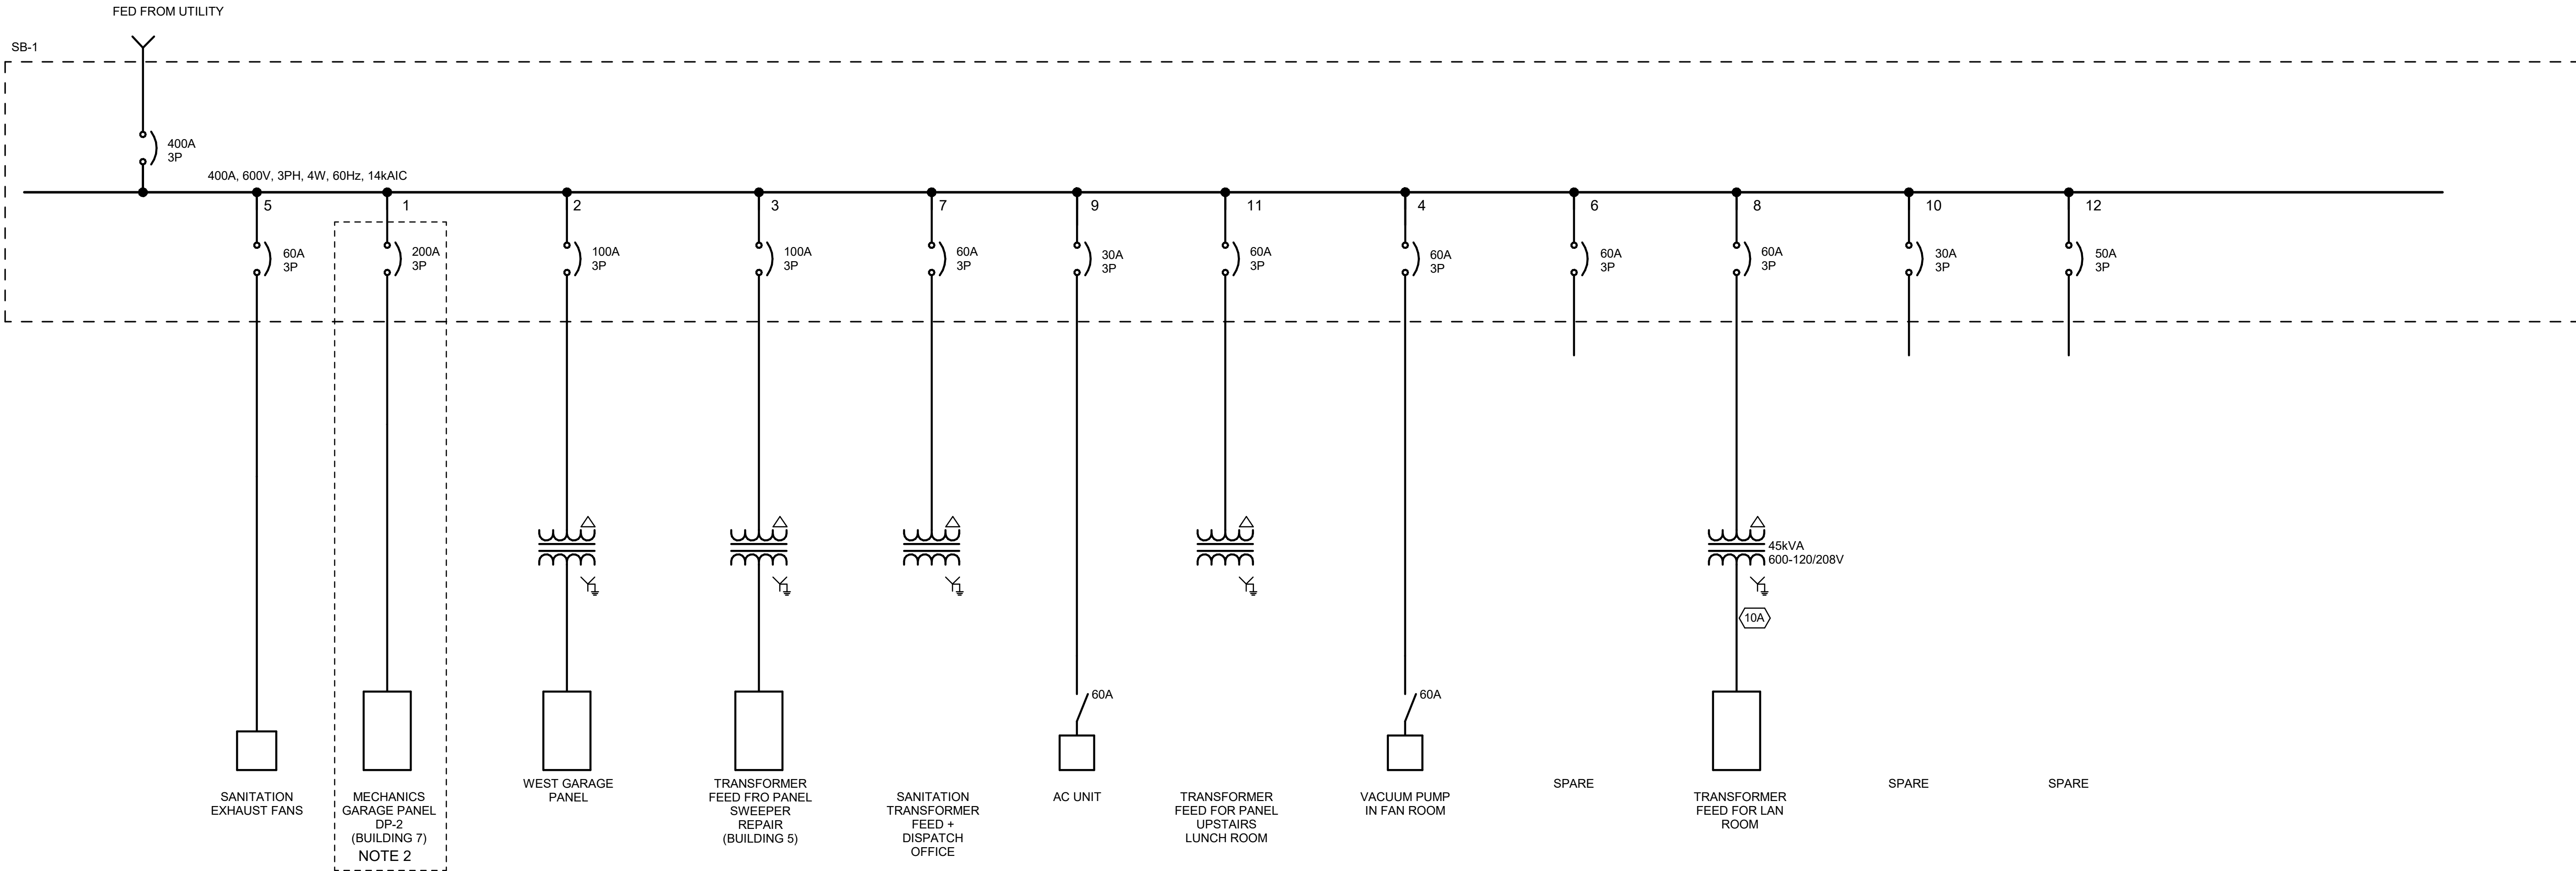 FED FROM UTILITY
SB-1
400A
3P
400A, 600V, 3PH, 4W, 60Hz, 14kAIC
5
1
2
3
7
9
11
4
6
8
10
12
60A
3P
200A
3P
100A
3P
100A
3P
60A
3P
30A
3P
60A
3P
60A
3P
60A
3P
60A
3P
30A
3P
50A
3P
45kVA
600-120/208V
10A
60A
60A
SANITATION
EXHAUST FANS
MECHANICS
GARAGE PANEL
DP-2
(BUILDING 7)
NOTE 2
WEST GARAGE
PANEL
TRANSFORMER
FEED FRO PANEL
SWEEPER
REPAIR
(BUILDING 5)
SANITATION
TRANSFORMER
FEED +
DISPATCH
OFFICE
AC UNIT
TRANSFORMER
FEED FOR PANEL
UPSTAIRS
LUNCH ROOM
VACUUM PUMP
IN FAN ROOM
SPARE
TRANSFORMER
FEED FOR LAN
ROOM
SPARE
SPARE